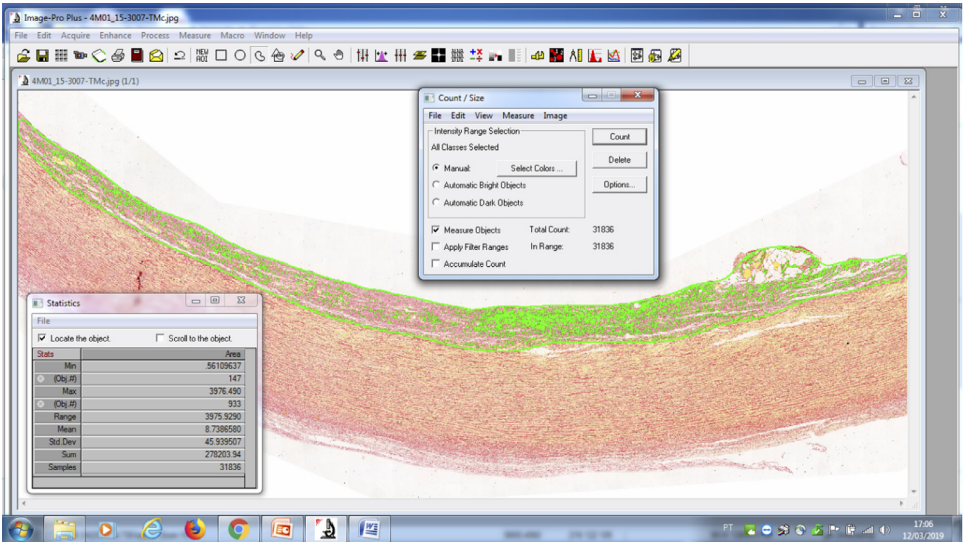 Image-Pro Plus - 4M01_15-3007-TMc.jpg
File Edit Acquire Enhance Process Measure Macro Window Help
NEW
AOI
4M01_15-3007-TMc.jpg (1/1)
Count / Size
File Edit View Measure Image
Intensity Range Selection
All Classes Selected
Manual: Select Colors ...
Automatic Bright Objects
Automatic Dark Objects
Count
Delete
Options...
Measure Objects Total Count: 31836
Apply Filter Ranges In Range: 31836
Accumulate Count
Statistics
File
Locate the object. Scroll to the object.
Stats Area
Min .56109637
(Obj.#) 147
Max 3976.490
(Obj.#) 933
Range 3975.9290
Mean 8.7386580
Std.Dev 45.939507
Sum 278203.94
Samples 31836
PT
17:06
12/03/2019